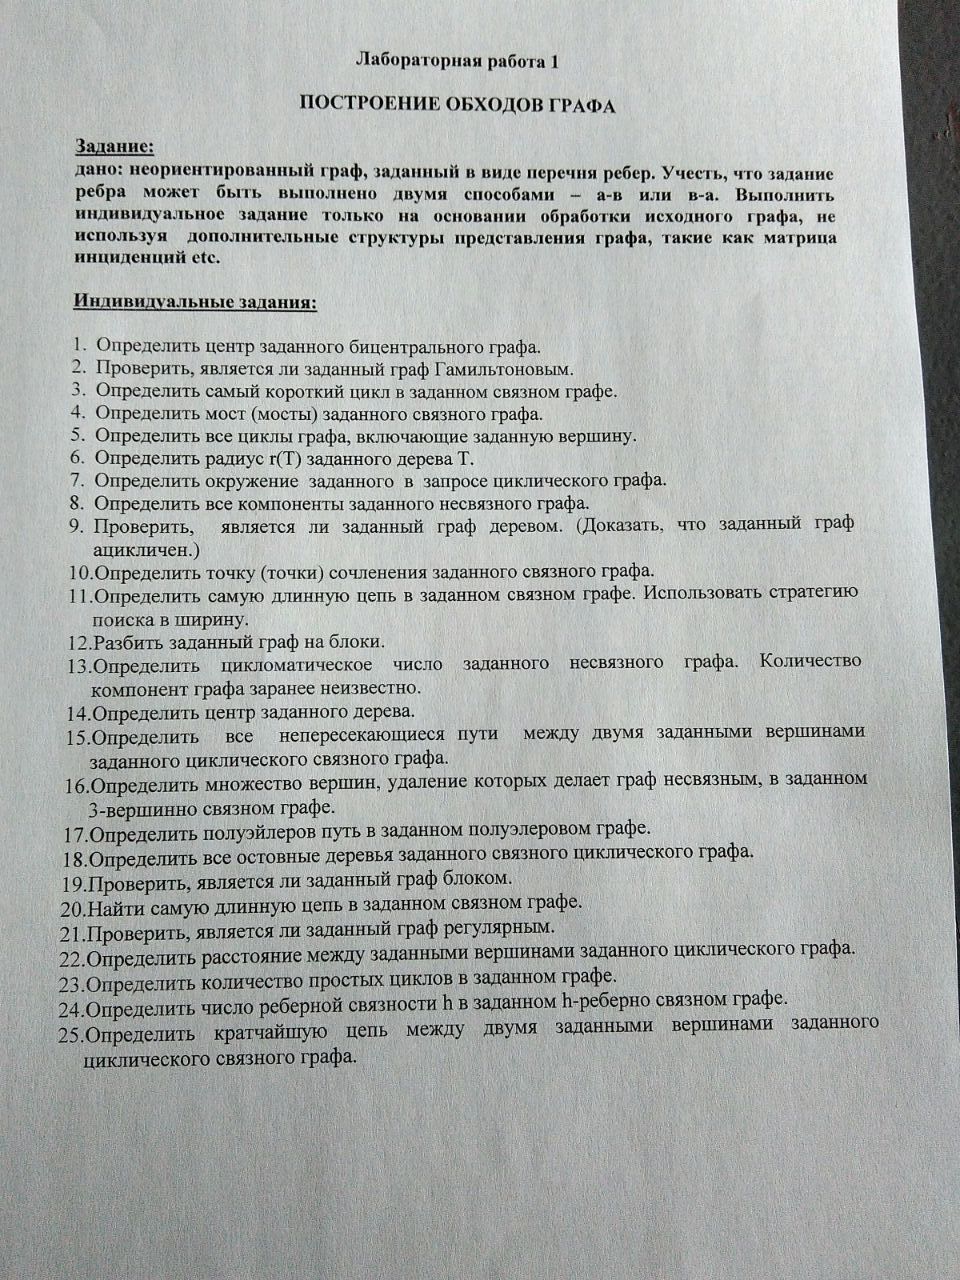 Лабораторная работа 1
ПОСТРОЕНИЕ ОБХОДОВ ГРАФА
Задание:
дано: неориентированный граф, заданный в виде перечня ребер. Учесть, что задание
ребра может быть выполнено двумя способами – а-в или в-а. Выполнить
индивидуальное задание только на основании обработки исходного графа, не
используя дополнительные структуры представления графа, такие как матрица
инциденций etc.
Индивидуальные задания:
1. Определить центр заданного бицентрального графа.
2. Проверить, является ли заданный граф Гамильтоновым.
3. Определить самый короткий цикл в заданном связном графе.
4. Определить мост (мосты) заданного связного графа.
5. Определить все циклы графа, включающие заданную вершину.
6. Определить радиус r(T) заданного дерева T.
7. Определить окружение заданного в запросе циклического графа.
8. Определить все компоненты заданного несвязного графа.
9. Проверить, является ли заданный граф деревом. (Доказать, что заданный граф
ацикличен.)
10.Определить точку (точки) сочленения заданного связного графа.
11.Определить самую длинную цепь в заданном связном графе. Использовать стратегию
поиска в ширину.
12.Разбить заданный граф на блоки.
13.Определить цикломатическое число заданного несвязного графа. Количество
компонент графа заранее неизвестно.
14.Определить центр заданного дерева.
15.Определить все непересекающиеся пути между двумя заданными вершинами
заданного циклического связного графа.
16.Определить множество вершин, удаление которых делает граф несвязным, в заданном
3-вершинно связном графе.
17.Определить полуэйлеров путь в заданном полуэлеровом графе.
18.Определить все остовные деревья заданного связного циклического графа.
19.Проверить, является ли заданный граф блоком.
20.Найти самую длинную цепь в заданном связном графе.
21.Проверить, является ли заданный граф регулярным.
22.Определить расстояние между заданными вершинами заданного циклического графа.
23.Определить количество простых циклов в заданном графе.
24.Определить число реберной связности h в заданном h-реберно связном графе.
25.Определить кратчайшую цепь между двумя заданными вершинами заданного
циклического связного графа.